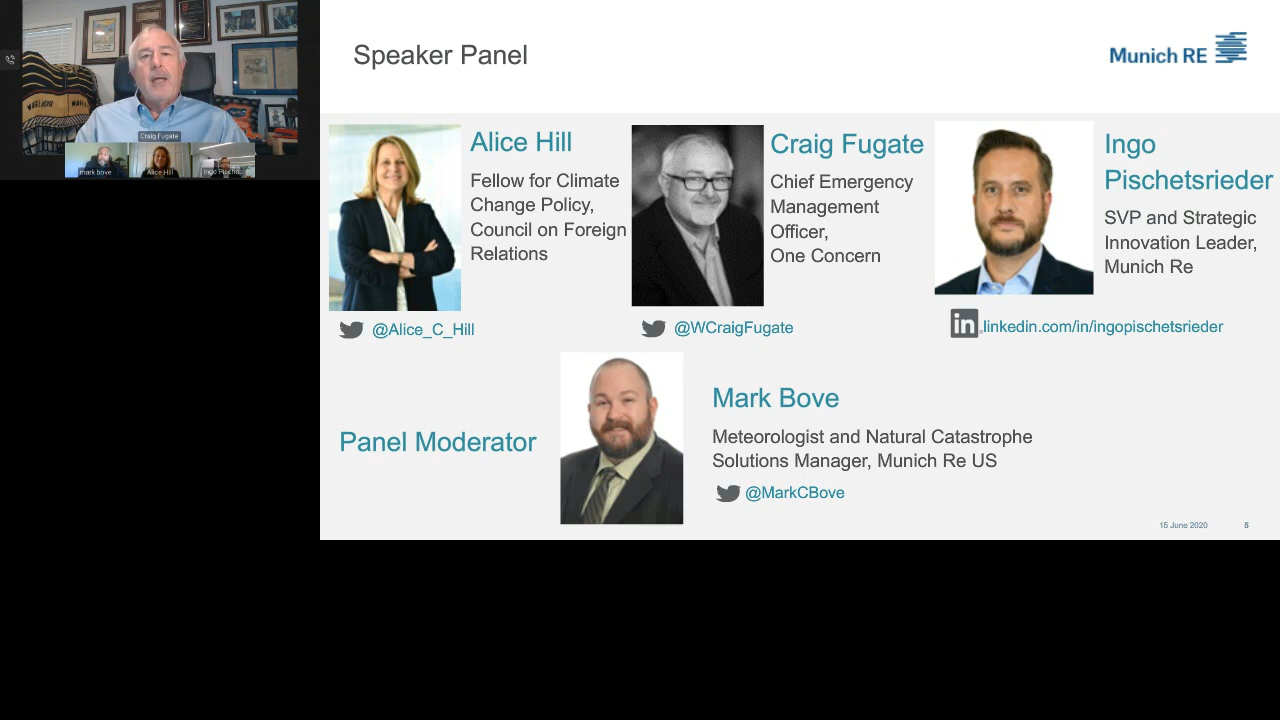 Craig Fugate
mark bove
Alice Hill
Speaker Panel
Munich RE
Alice Hill
Fellow for Climate
Change Policy,
Council on Foreign
Relations
@Alice_C_Hill
Craig Fugate
Chief Emergency
Management
Officer,
One Concern
@WCraigFugate
Ingo
Pischetsrieder
SVP and Strategic
Innovation Leader,
Munich Re
in
linkedin.com/in/ingopischetsrieder
Panel Moderator
Mark Bove
Meteorologist and Natural Catastrophe
Solutions Manager, Munich Re US
@MarkCBove
15 June 2020
5